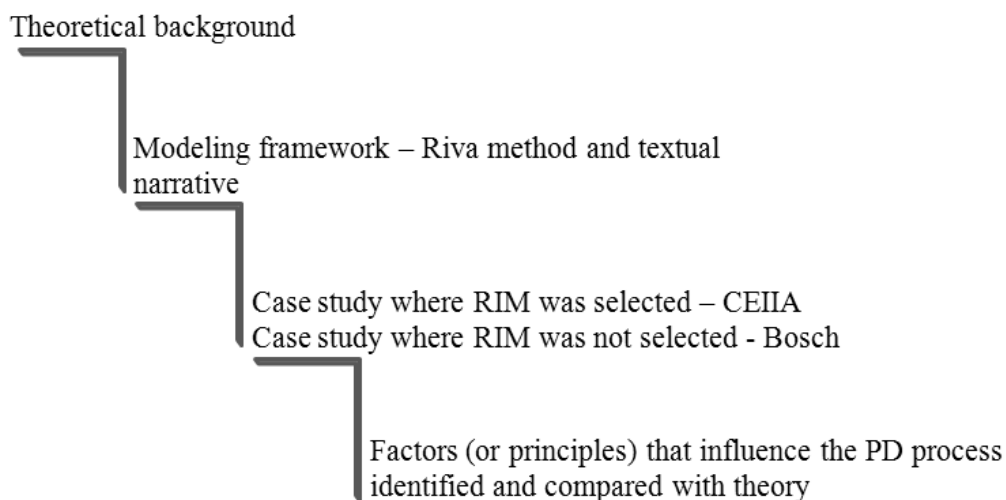 Theoretical background
Modeling framework – Riva method and textual
narrative
Case study where RIM was selected – CEIIA
Case study where RIM was not selected - Bosch
Factors (or principles) that influence the PD process
identified and compared with theory